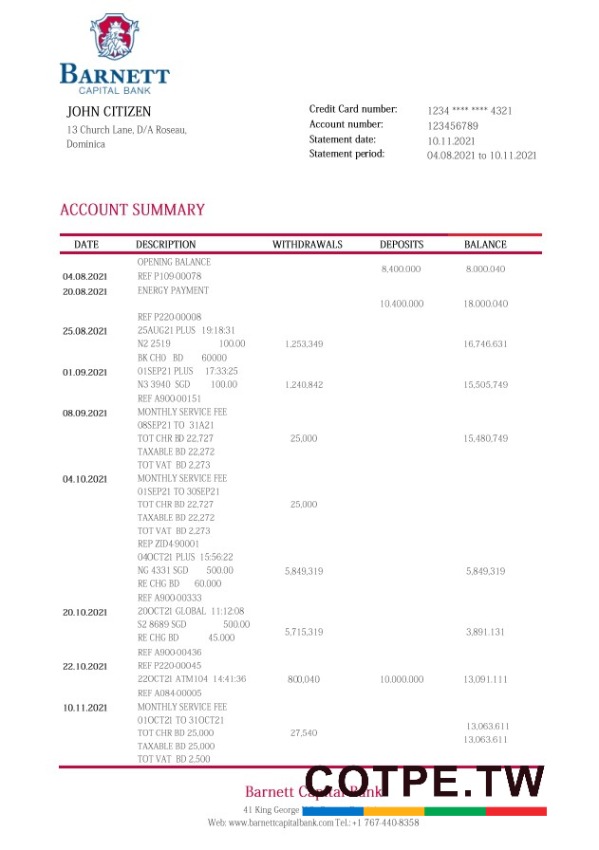 BARNETT
CAPITAL BANK
JOHN CITIZEN
13 Church Lane, D/A Roseau,
Dominica
Credit Card number: 1234 **** **** 4321
Account number: 123456789
Statement date: 10.11.2021
Statement period: 04.08.2021 to 10.11.2021
ACCOUNT SUMMARY
DATE DESCRIPTION WITHDRAWALS DEPOSITS BALANCE
OPENING BALANCE
8,400.000 8.000.040
04.08.2021 REF P109-00078
20.08.2021 ENERGY PAYMENT
10.400.000 18.000.040
REF P220-00008
25.08.2021 25AUG21 PLUS 19:18:31
N2 2519 100.00 1,253,349 16,746.631
BK CH0 BD 60000
01.09.2021 01SEP21 PLUS 17:33:25
N3 3940 SGD 100.00 1,240,842 15,505,749
REF A900-00151
08.09.2021 MONTHLY SERVICE FEE
08SEP21 TO 31A21
TOT CHR BD 22,727 25,000 15,480,749
TAXABLE BD 22,272
TOT VAT BD 2,273
04.10.2021 MONTHLY SERVICE FEE
01SEP21 TO 30SEP21
TOT CHR BD 22,727 25,000
TAXABLE BD 22,272
TOT VAT BD 2,273
REP ZID4-90001
04OCT21 PLUS 15:56:22
NG 4331 SGD 500.00 5,849,319 5,849,319
RE CHG BD 60.000
REF A900-00333
20.10.2021 20OCT21 GLOBAL 11:12:08
S2 8689 SGD 500.00
5,715,319 3,891.131
RE CHG BD 45.000
REF A900-00436
22.10.2021 REF P220-00045
22OCT21 ATM104 14:41:36 800,040 10.000.000 13,091.111
REF A084-00005
10.11.2021 MONTHLY SERVICE FEE
01OCT21 TO 31OCT21
13,063.611
TOT CHR BD 25,000 27,540
13,063.611
TAXABLE BD 25,000
TOT VAT BD 2,500
Barnett Capital Bank
COTPE.TW
41 King George
Web: www.barnettcapitalbank.com Tel.: +1 767-440-8358